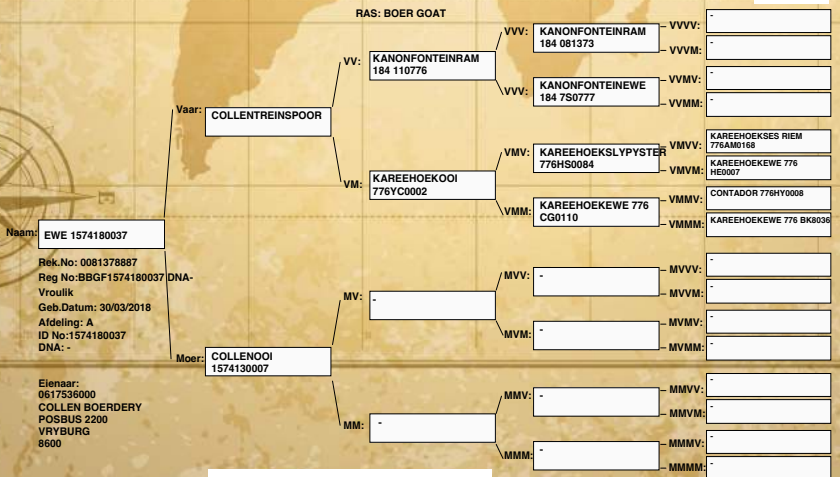 RAS: BOER GOAT
Naam: EWE 1574180037
Rek.No: 0081378887
Reg No:BBGF1574180037 DNA-
Vroulik
Geb.Datum: 30/03/2018
Afdeling: A
ID No:1574180037
DNA: -
Eienaar:
0617536000
COLLEN BOERDERY
POSBUS 2200
VRYBURG
8600
Vaar: COLLENTREINSPOOR
Moer: COLLENOOI
1574130007
VV: KANONFONTEINRAM
184 110776
VM: KAREEHOEKOOI
776YC0002
MV: -
MM: -
VVV: KANONFONTEINRAM
184 081373
VVV: KANONFONTEINEWE
184 7S0777
VMV: KAREEHOEKSLYPYSTER
776HS0084
VMM: KAREEHOEKEWE 776
CG0110
MVV: -
MVM: -
MMV: -
MMM: -
VVVV: -
VVVM: -
VVMV: -
VVMM: -
VMVV: KAREEHOEKSES RIEM
776AM0168
VMVM: KAREEHOEKEWE 776
HE0007
VMMV: CONTADOR 776HY0008
VMMM: KAREEHOEKEWE 776 BK8036
MVVV: -
MVVM: -
MVMV: -
MVMM: -
MMVV: -
MMVM: -
MMMV: -
MMMM: -